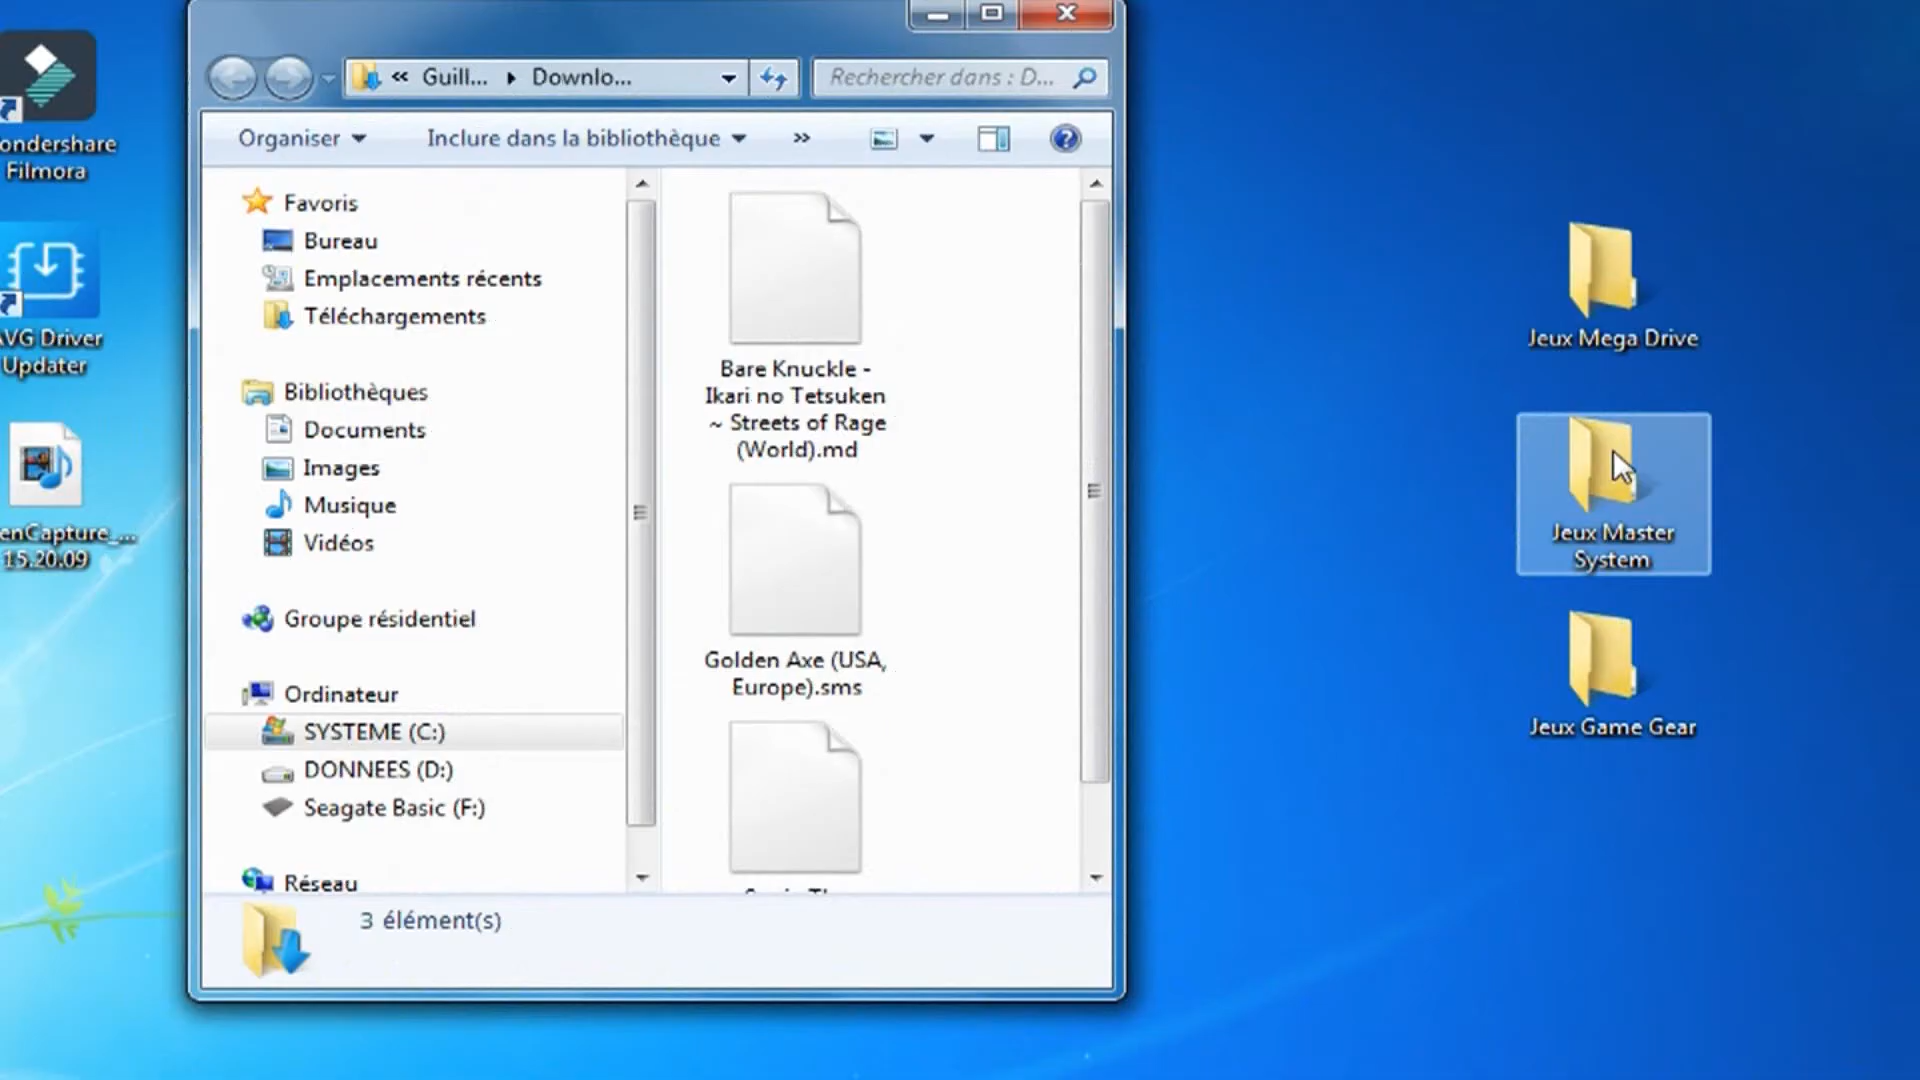 ondershare
Filmora
AVG Driver
Updater
enCapture_...
15.20.09
« Guill... ▸ Downlo...
Rechercher dans : D...
Organiser
Inclure dans la bibliothèque
»
Favoris
Bureau
Emplacements récents
Téléchargements
Bibliothèques
Documents
Images
Musique
Vidéos
Groupe résidentiel
Ordinateur
SYSTEME (C:)
DONNEES (D:)
Seagate Basic (F:)
Réseau
Bare Knuckle -
Ikari no Tetsuken
~ Streets of Rage
(World).md
Golden Axe (USA,
Europe).sms
3 élément(s)
Jeux Mega Drive
Jeux Master
System
Jeux Game Gear